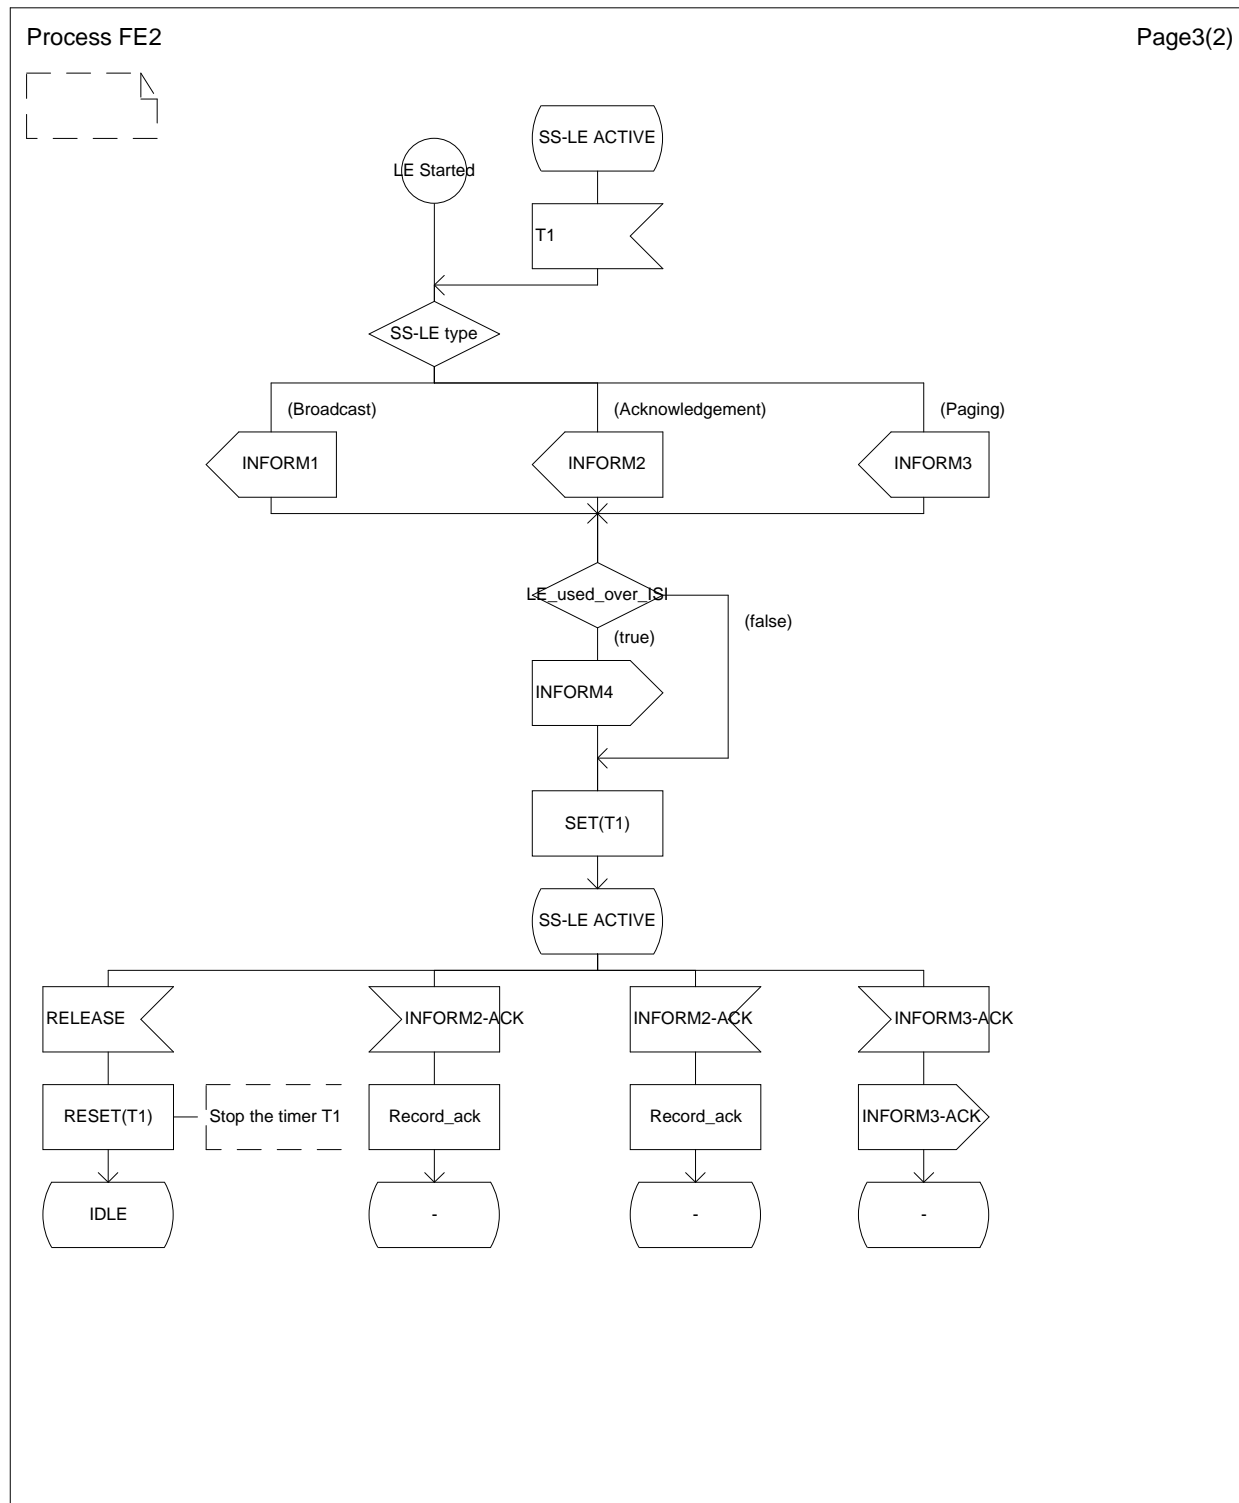 Process FE2
Page3(2)
SS-LE ACTIVE
LE Started
T1
SS-LE type
(Broadcast)
(Acknowledgement)
(Paging)
INFORM1
INFORM2
INFORM3
LE_used_over_ISI
(false)
(true)
INFORM4
SET(T1)
SS-LE ACTIVE
RELEASE
INFORM2-ACK
INFORM2-ACK
INFORM3-ACK
RESET(T1)
Stop the timer T1
Record_ack
Record_ack
INFORM3-ACK
IDLE
-
-
-